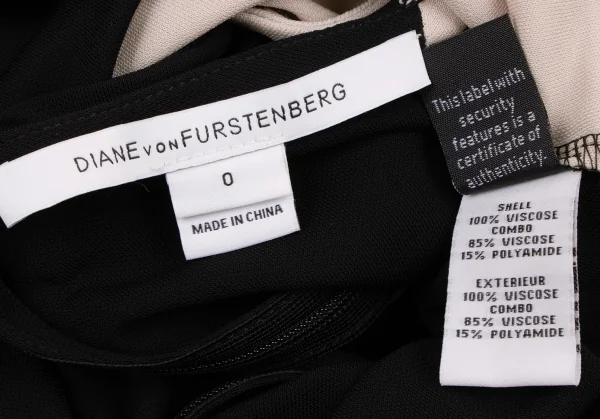 DIANE VON FURSTENBERG
0
MADE IN CHINA
This label with
security
features is a
certificate of
authenticity.
SHELL
100% VISCOSE
COMBO
85% VISCOSE
15% POLYAMIDE
EXTERIEUR
100% VISCOSE
COMBO
85% VISCOSE
15% POLYAMIDE